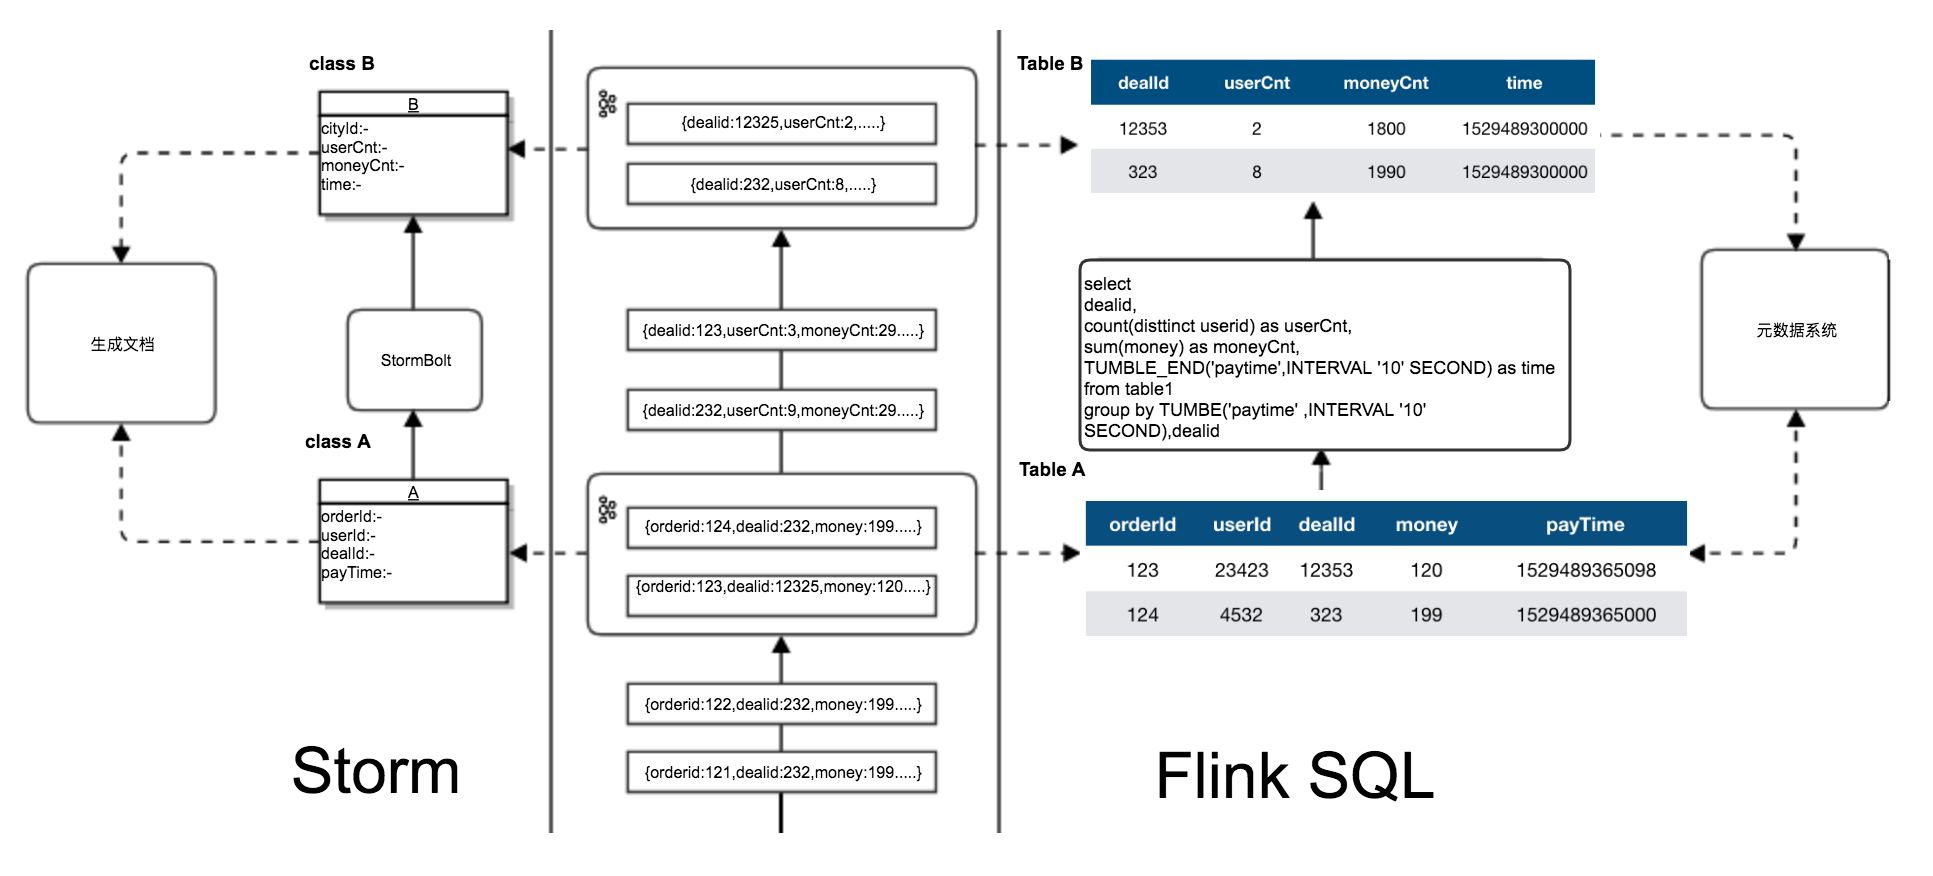 class B
B
cityId:-
userCnt:-
moneyCnt:-
time:-
生成文档
StormBolt
class A
A
orderId:-
userId:-
dealId:-
payTime:-
Storm
{dealid:12325,userCnt:2,.....}
{dealid:232,userCnt:8,.....}
{dealid:123,userCnt:3,moneyCnt:29.....}
{dealid:232,userCnt:9,moneyCnt:29.....}
{orderid:124,dealid:232,money:199.....}
{orderid:123,dealid:12325,money:120.....}
{orderid:122,dealid:232,money:199.....}
{orderid:121,dealid:232,money:199.....}
Table B
dealId userCnt moneyCnt time
12353 2 1800 1529489300000
323 8 1990 1529489300000
select
dealid,
count(disttinct userid) as userCnt,
sum(money) as moneyCnt,
TUMBLE_END('paytime',INTERVAL '10' SECOND) as time
from table1
group by TUMBE('paytime' ,INTERVAL '10'
SECOND),dealid
元数据系统
Table A
orderId userId dealId money payTime
123 23423 12353 120 1529489365098
124 4532 323 199 1529489365000
Flink SQL